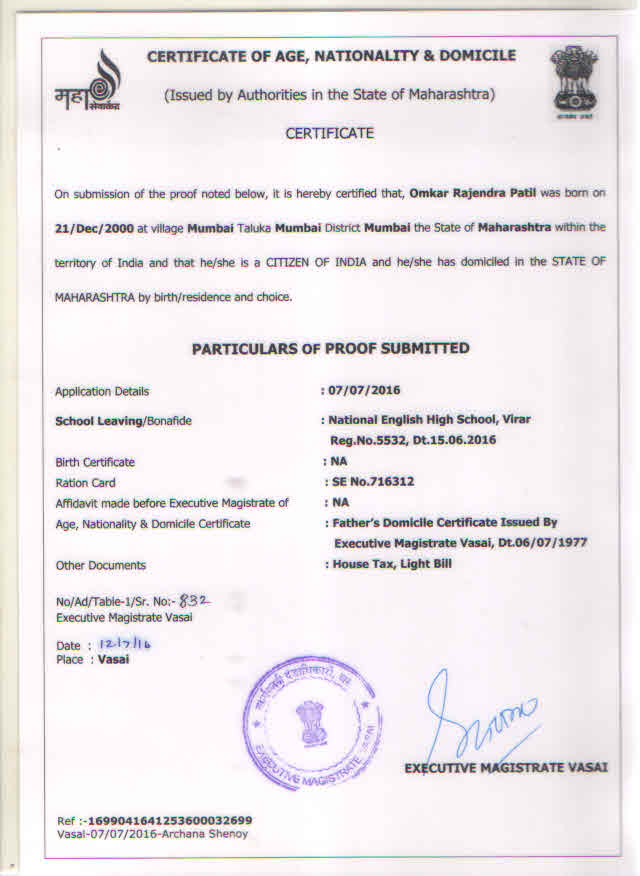 CERTIFICATE OF AGE, NATIONALITY & DOMICILE
महा
सेवाकेंद्र
(Issued by Authorities in the State of Maharashtra)
CERTIFICATE
On submission of the proof noted below, it is hereby certified that, Omkar Rajendra Patil was born on
21/Dec/2000 at village Mumbai Taluka Mumbai District Mumbai the State of Maharashtra within the
territory of India and that he/she is a CITIZEN OF INDIA and he/she has domiciled in the STATE OF
MAHARASHTRA by birth/residence and choice.
PARTICULARS OF PROOF SUBMITTED
Application Details : 07/07/2016
School Leaving/Bonafide : National English High School, Virar
Reg.No.5532, Dt.15.06.2016
Birth Certificate : NA
Ration Card : SE No.716312
Affidavit made before Executive Magistrate of : NA
Age, Nationality & Domicile Certificate : Father's Domicile Certificate Issued By
Executive Magistrate Vasai, Dt.06/07/1977
Other Documents : House Tax, Light Bill
No/Ad/Table-1/Sr. No:- 832
Executive Magistrate Vasai
Date : 12/7/16
Place : Vasai
कार्यकारी दंडाधिकारी
EXECUTIVE MAGISTRATE VASAI
EXECUTIVE MAGISTRATE VASAI
Ref :-1699041641253600032699
Vasai-07/07/2016-Archana Shenoy